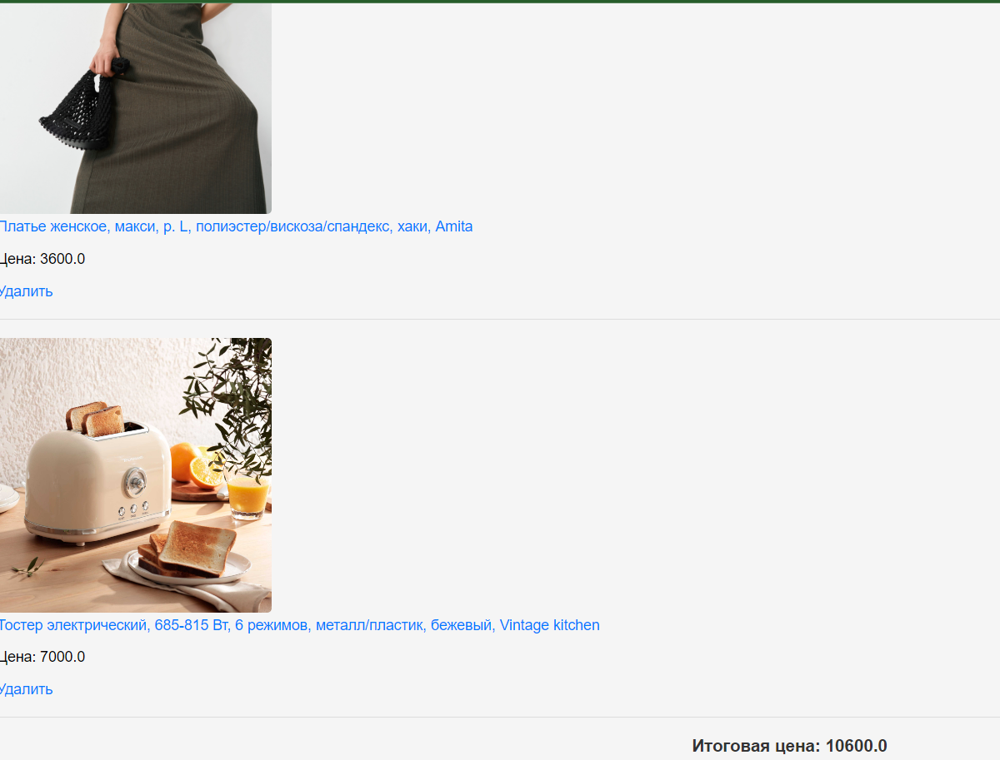 Платье женское, макси, р. L, полиэстер/вискоза/спандекс, хаки, Amita
Цена: 3600.0
Удалить
Тостер электрический, 685-815 Вт, 6 режимов, металл/пластик, бежевый, Vintage kitchen
Цена: 7000.0
Удалить
Итоговая цена: 10600.0